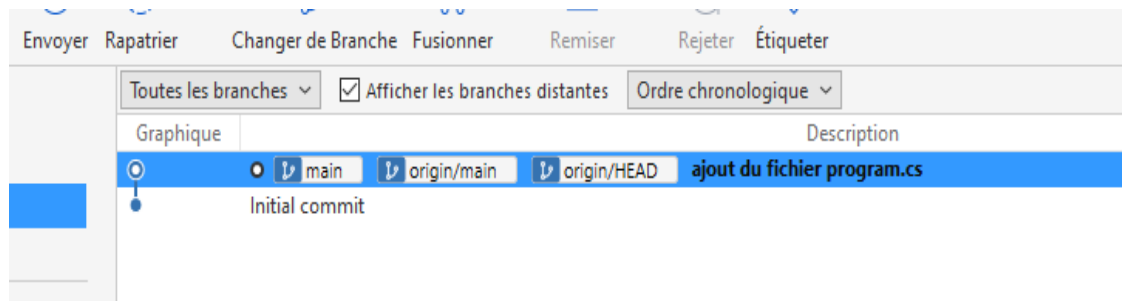 Envoyer Rapatrier Changer de Branche Fusionner Remiser Rejeter Étiqueter
Toutes les branches Afficher les branches distantes Ordre chronologique
Graphique Description
main origin/main origin/HEAD ajout du fichier program.cs
Initial commit